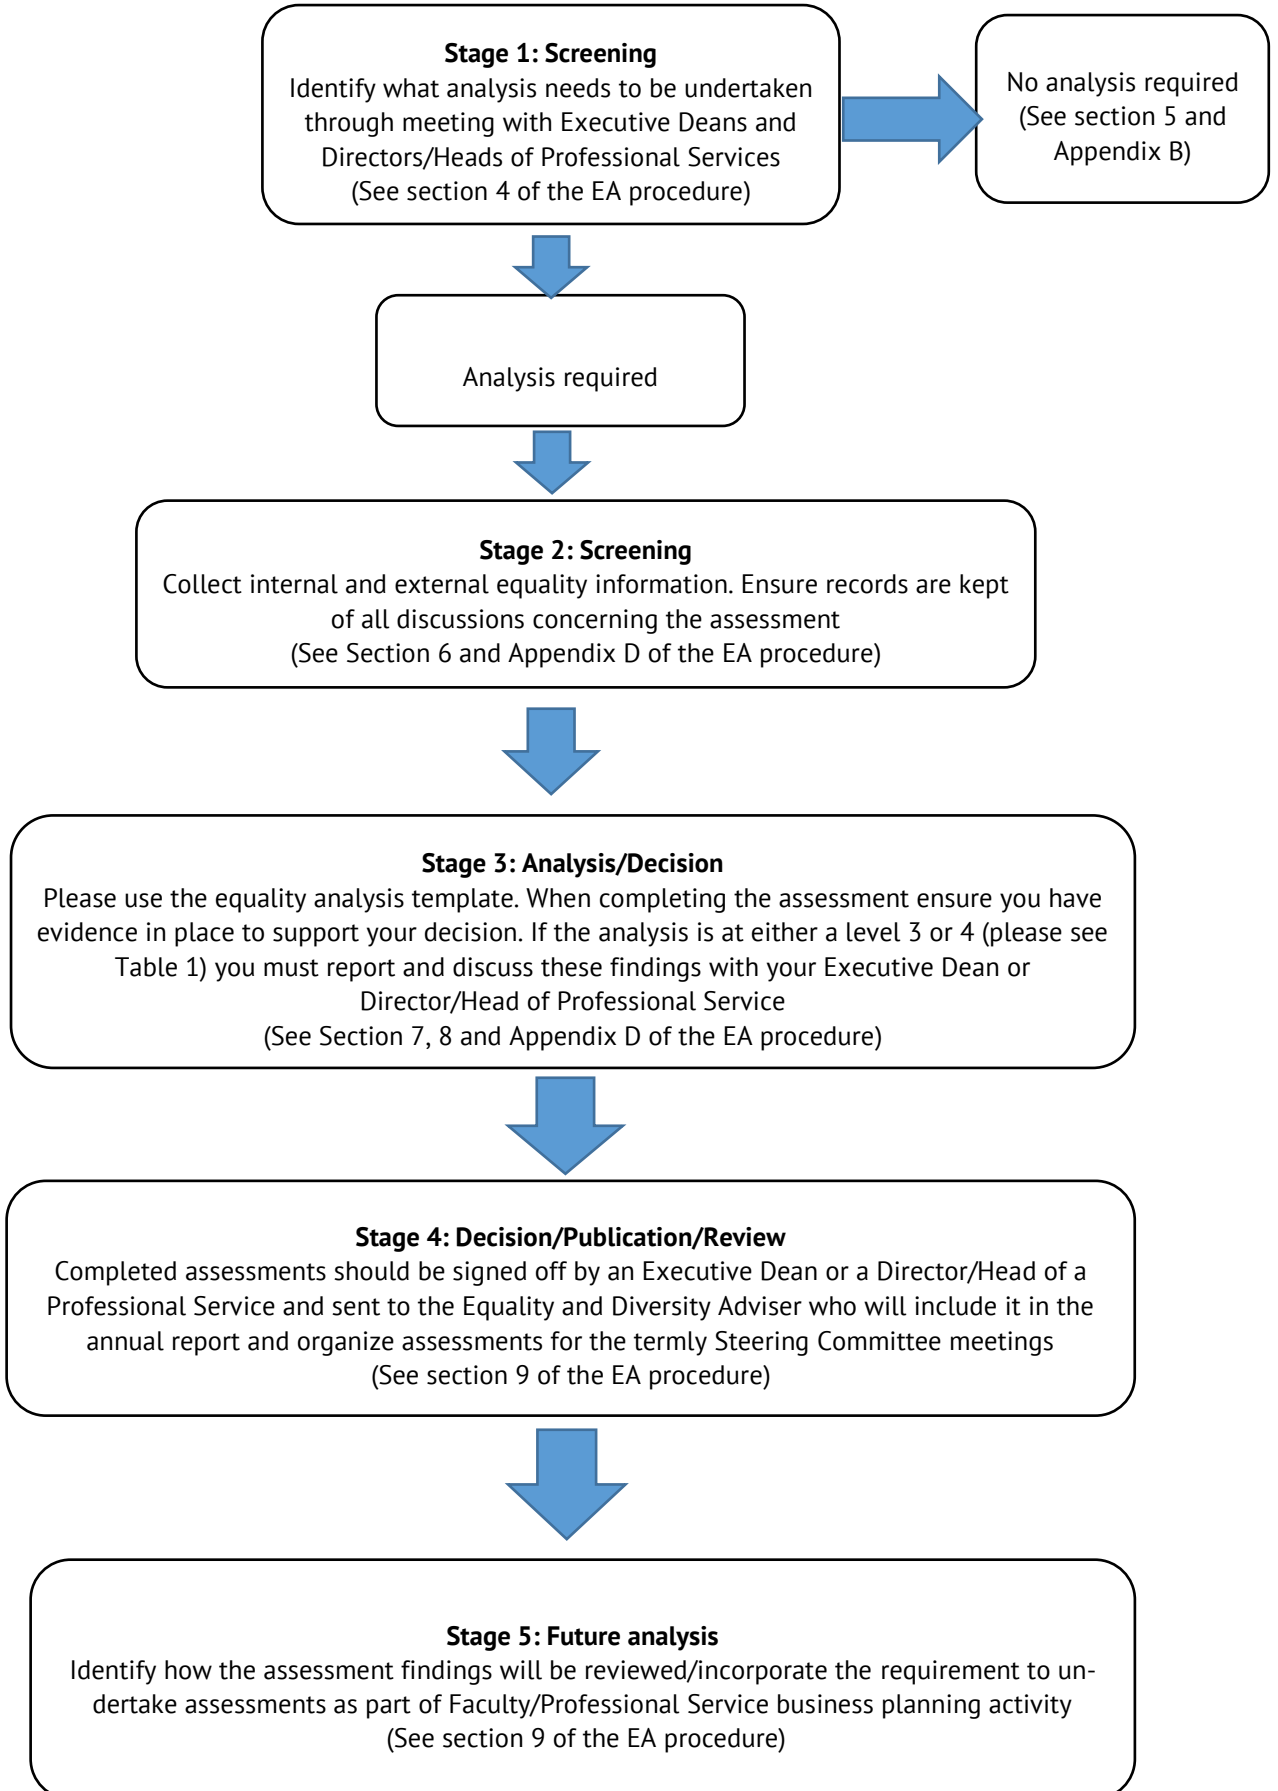 Stage 1: Screening
Identify what analysis needs to be undertaken
through meeting with Executive Deans and
Directors/Heads of Professional Services
(See section 4 of the EA procedure)
No analysis required
(See section 5 and
Appendix B)
Analysis required
Stage 2: Screening
Collect internal and external equality information. Ensure records are kept
of all discussions concerning the assessment
(See Section 6 and Appendix D of the EA procedure)
Stage 3: Analysis/Decision
Please use the equality analysis template. When completing the assessment ensure you have
evidence in place to support your decision. If the analysis is at either a level 3 or 4 (please see
Table 1) you must report and discuss these findings with your Executive Dean or
Director/Head of Professional Service
(See Section 7, 8 and Appendix D of the EA procedure)
Stage 4: Decision/Publication/Review
Completed assessments should be signed off by an Executive Dean or a Director/Head of a
Professional Service and sent to the Equality and Diversity Adviser who will include it in the
annual report and organize assessments for the termly Steering Committee meetings
(See section 9 of the EA procedure)
Stage 5: Future analysis
Identify how the assessment findings will be reviewed/incorporate the requirement to un-
dertake assessments as part of Faculty/Professional Service business planning activity
(See section 9 of the EA procedure)